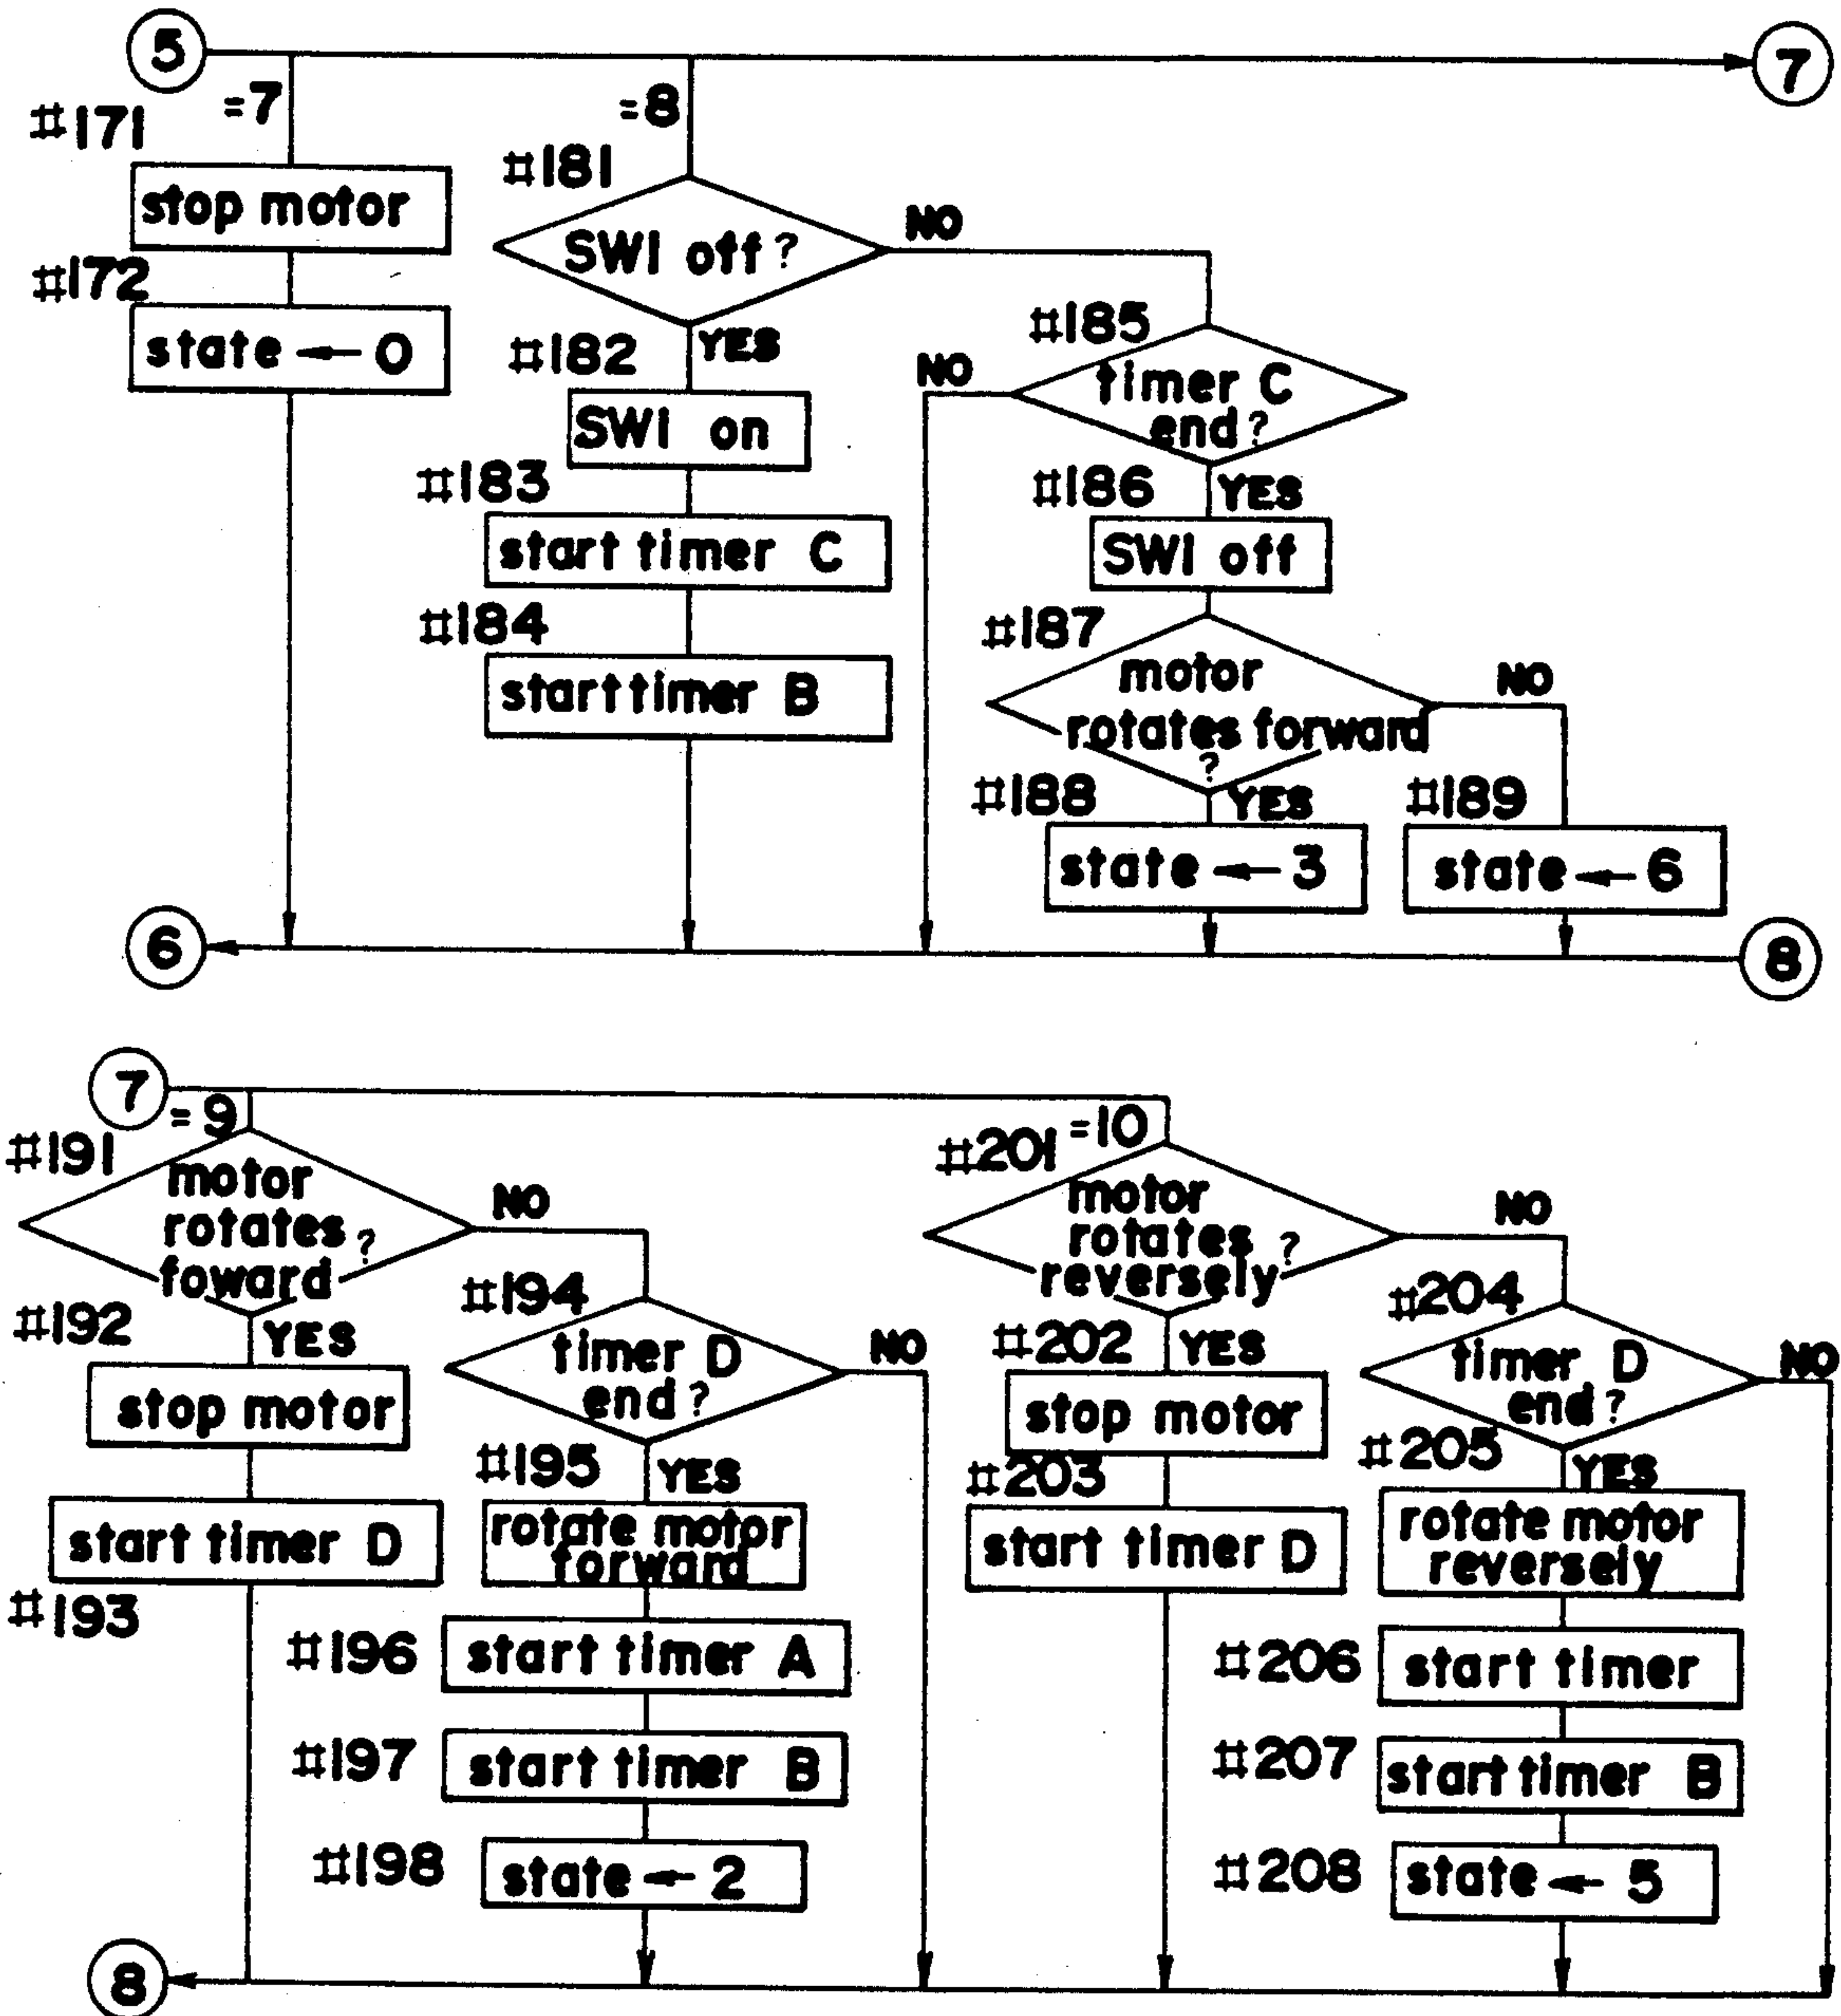 5
7
=7
=8
#171
stop motor
#172
state ← 0
#181
SW1 off?
NO
YES
#182
SW1 on
#183
start timer C
#184
start timer B
#185
timer C
end?
NO
YES
#186
SW1 off
#187
motor
rotates forward
?
NO
YES
#188
state ← 3
#189
state ← 6
6
8
7
=9
#191
motor
rotates ?
foward
NO
YES
#192
stop motor
start timer D
#193
#194
timer D
end?
NO
YES
#195
rotate motor
forward
#196
start timer A
#197
start timer B
#198
state ← 2
=10
#201
motor
rotates ?
reversely
NO
YES
#202
stop motor
#203
start timer D
#204
timer D
end?
NO
YES
#205
rotate motor
reversely
#206
start timer
#207
start timer B
#208
state ← 5
8